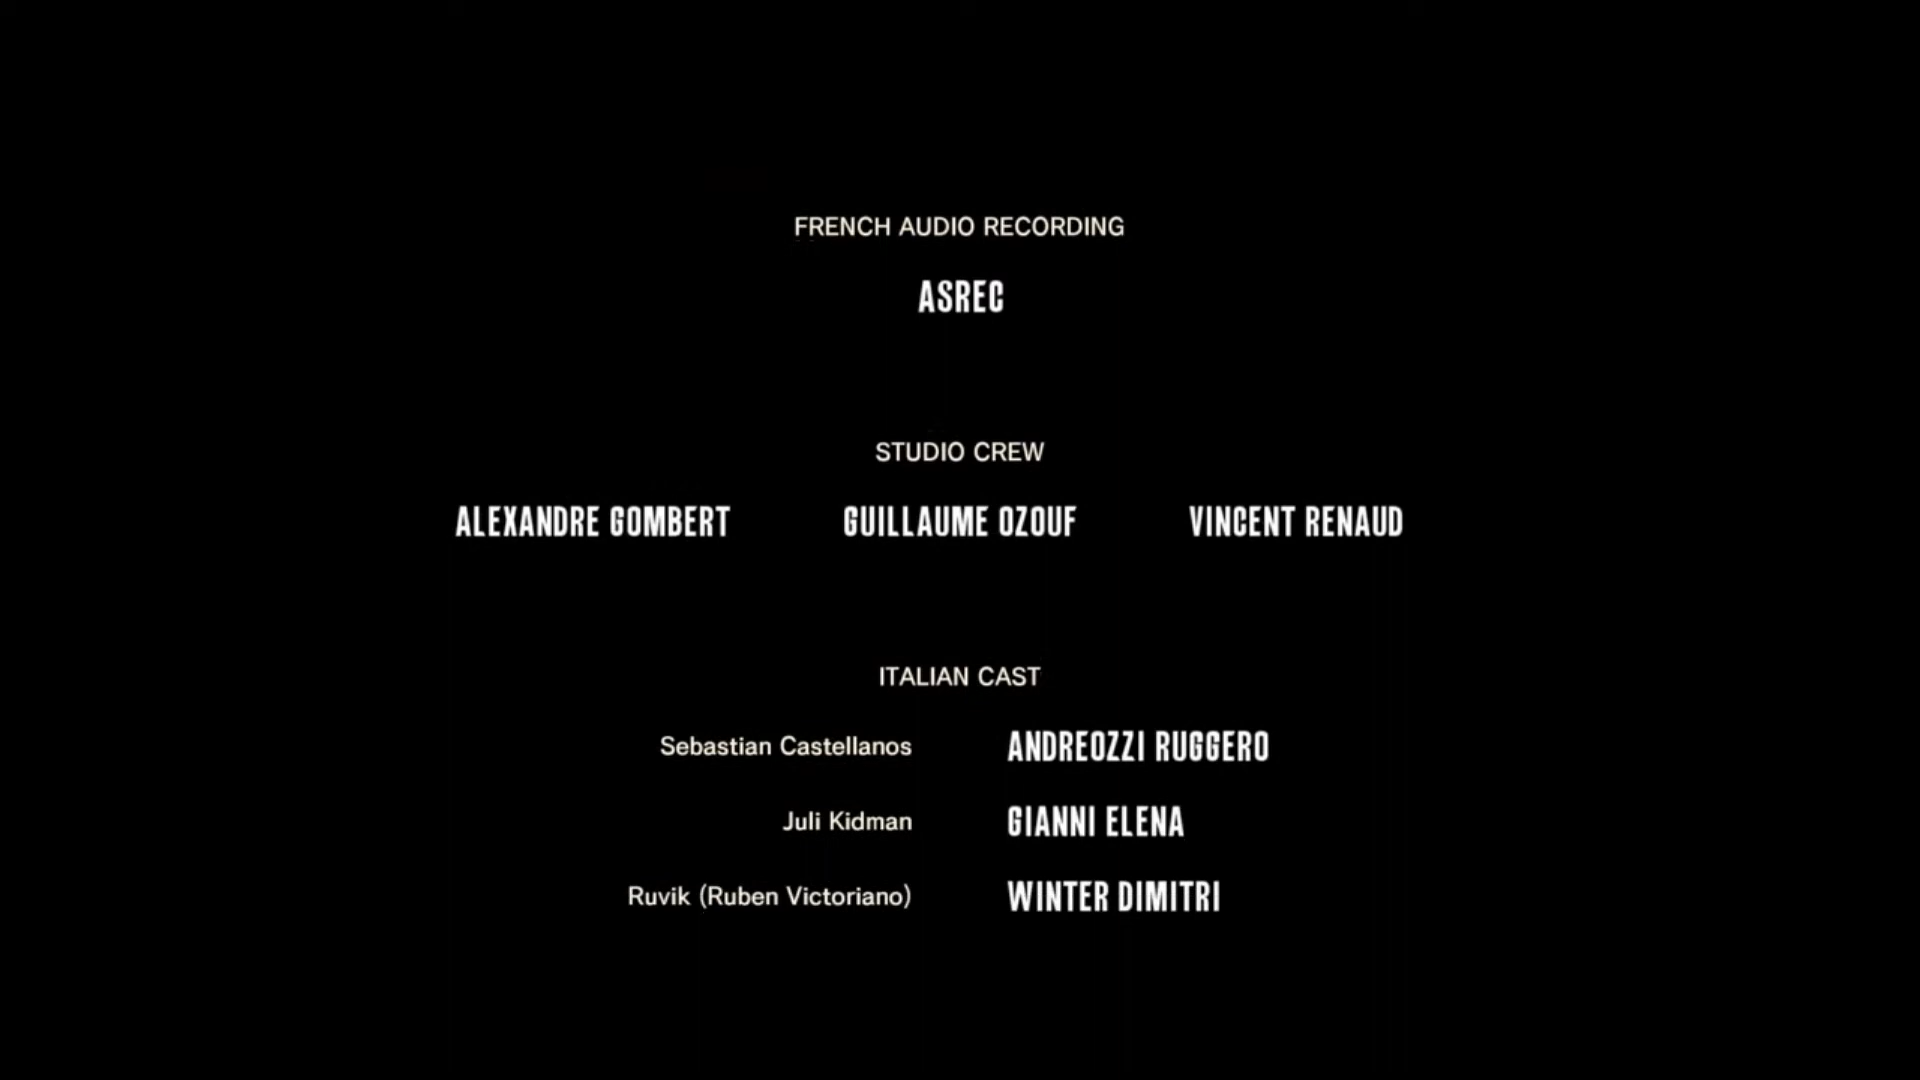 FRENCH AUDIO RECORDING
ASREC
STUDIO CREW
ALEXANDRE GOMBERT GUILLAUME OZOUF VINCENT RENAUD
ITALIAN CAST
Sebastian Castellanos ANDREOZZI RUGGERO
Juli Kidman GIANNI ELENA
Ruvik (Ruben Victoriano) WINTER DIMITRI